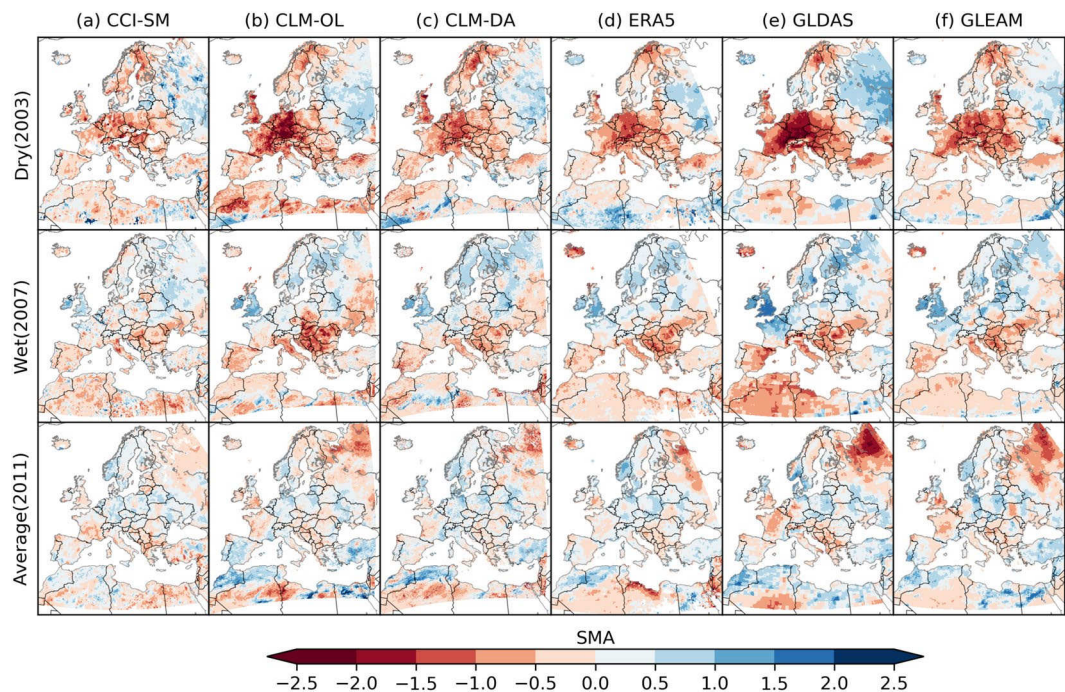 (a) CCI-SM (b) CLM-OL (c) CLM-DA (d) ERA5 (e) GLDAS (f) GLEAM
Dry(2003)
Wet(2007)
Average(2011)
SMA
−2.5 −2.0 −1.5 −1.0 −0.5 0.0 0.5 1.0 1.5 2.0 2.5